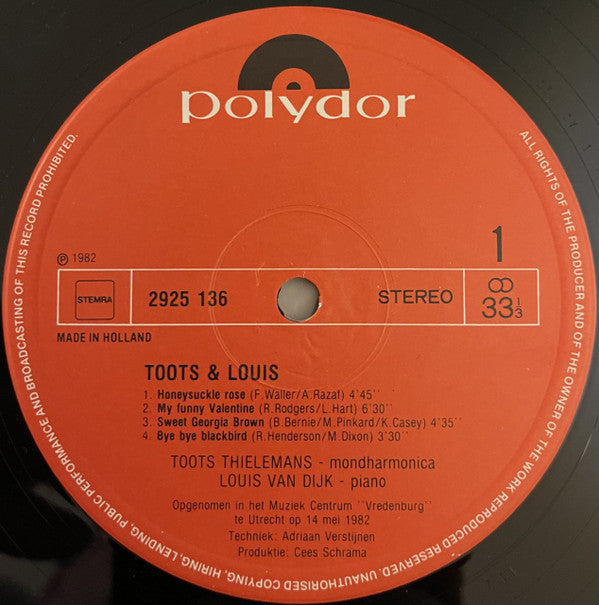 polydor
ALL RIGHTS OF THE PRODUCER AND OF THE OWNER OF THE WORK REPRODUCED RESERVED. UNAUTHORISED COPYING, HIRING, LENDING, PUBLIC PERFORMANCE AND BROADCASTING OF THIS RECORD PROHIBITED.
℗ 1982
1
STEMRA
2925 136
STEREO
33 1/3
MADE IN HOLLAND
TOOTS & LOUIS
1. Honeysuckle rose (F.Waller/A.Razaf) 4'45''
2. My funny Valentine (R.Rodgers/L.Hart) 6'30''
3. Sweet Georgia Brown (B.Bernie/M.Pinkard/K.Casey) 4'35''
4. Bye bye blackbird (R.Henderson/M.Dixon) 3'30''
TOOTS THIELEMANS - mondharmonica
LOUIS VAN DIJK - piano
Opgenomen in het Muziek Centrum ''Vredenburg''
te Utrecht op 14 mei 1982
Techniek: Adriaan Verstijnen
Produktie: Cees Schrama